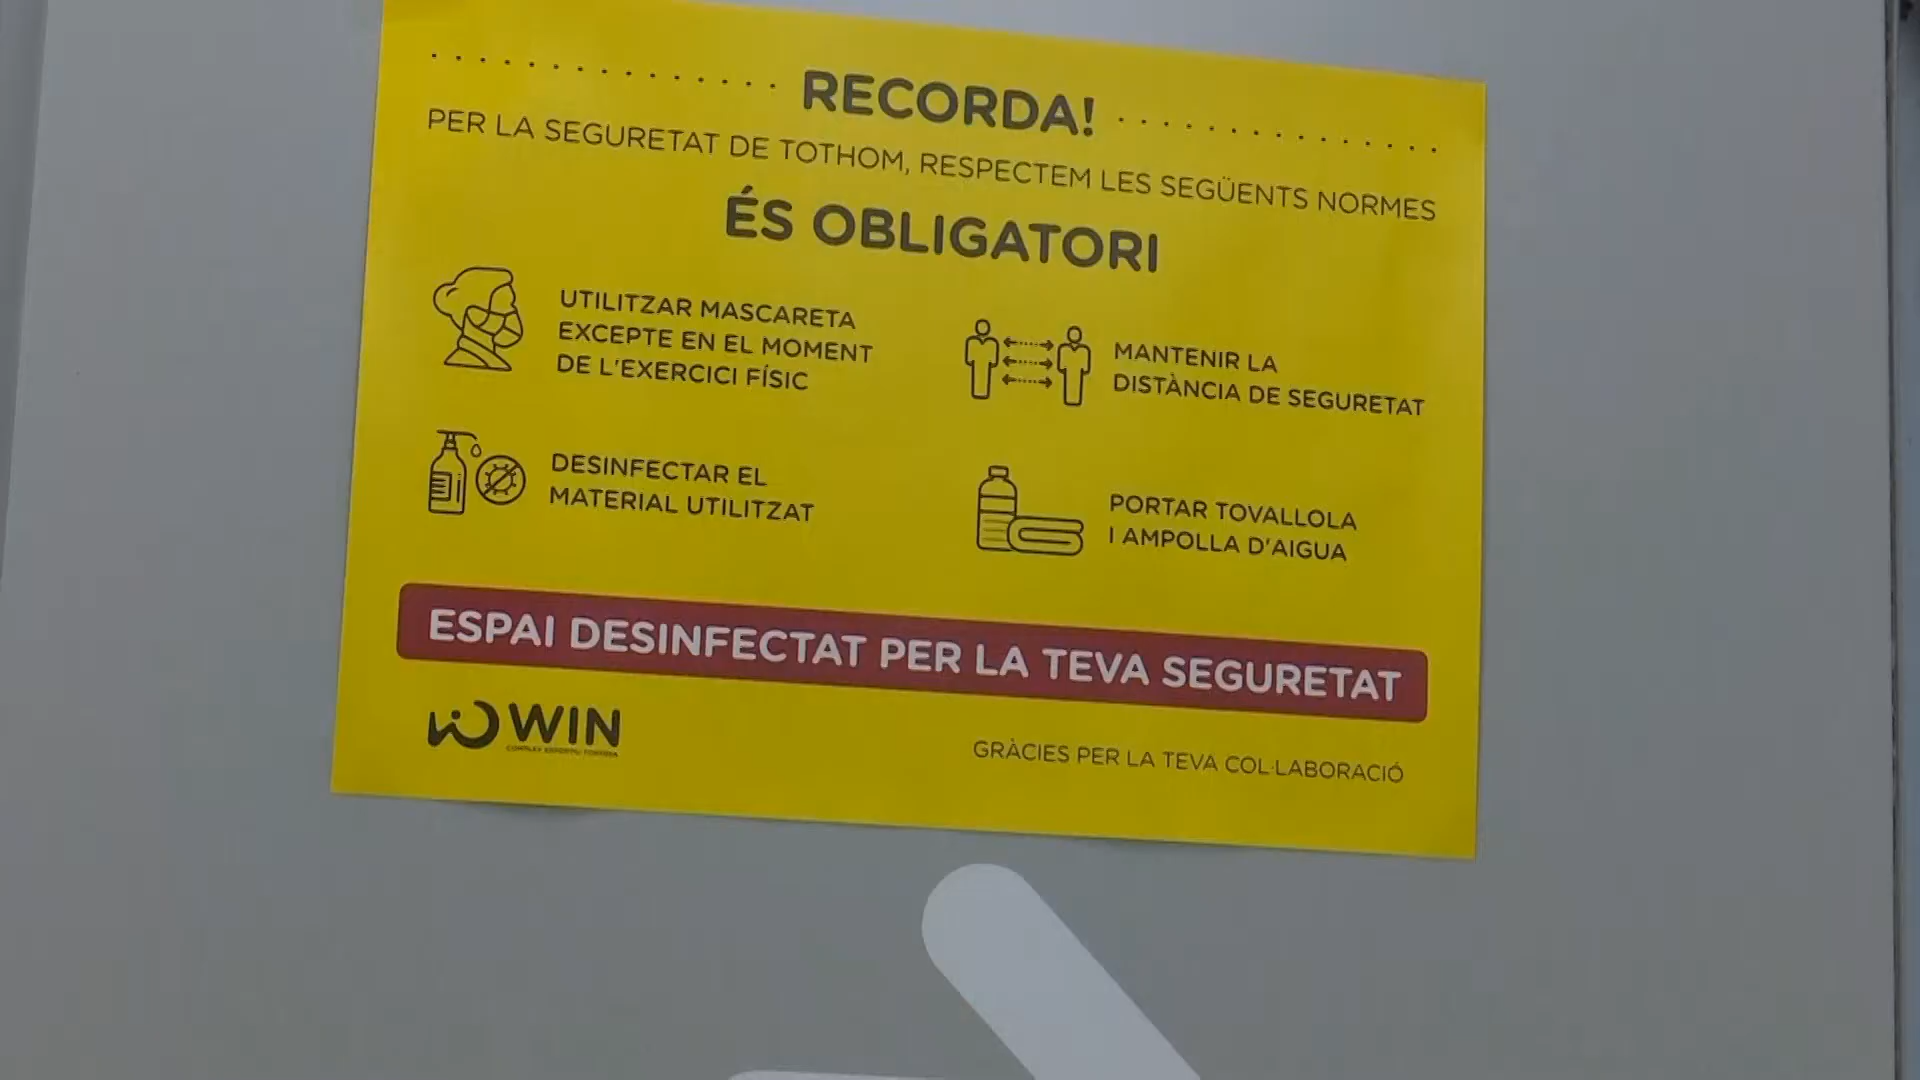 RECORDA!
PER LA SEGURETAT DE TOTHOM, RESPECTEM LES SEGÜENTS NORMES
ÉS OBLIGATORI
UTILITZAR MASCARETA
EXCEPTE EN EL MOMENT
DE L'EXERCICI FÍSIC
MANTENIR LA
DISTÀNCIA DE SEGURETAT
DESINFECTAR EL
MATERIAL UTILITZAT
PORTAR TOVALLOLA
I AMPOLLA D'AIGUA
ESPAI DESINFECTAT PER LA TEVA SEGURETAT
WIN
COMPLEX ESPORTIU
GRÀCIES PER LA TEVA COL·LABORACIÓ